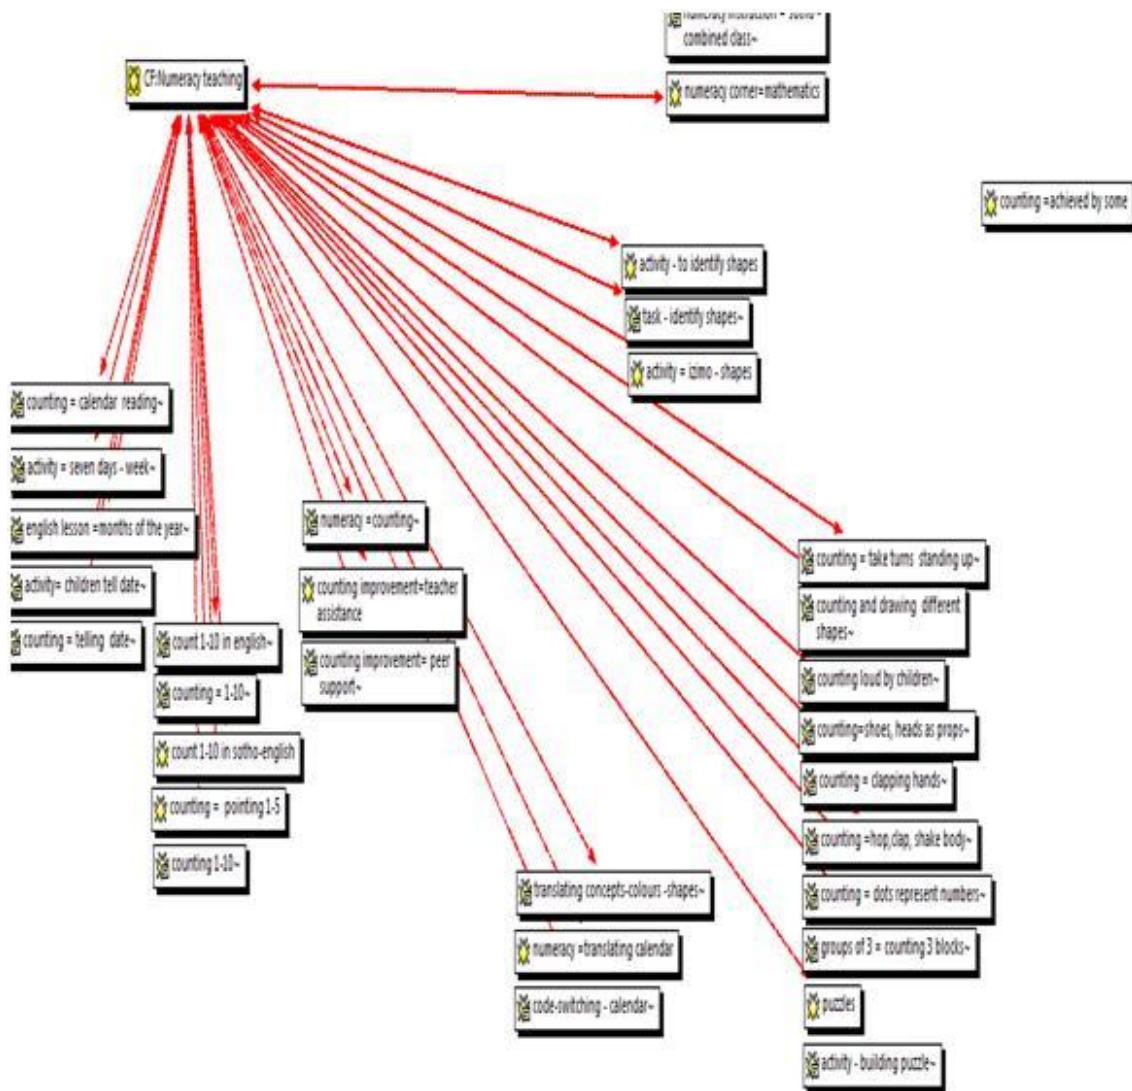 numeracy instruction =
combined class~
CF:Numeracy teaching
numeracy corner=mathematics
counting =achieved by some
activity - to identify shapes
task - identify shapes~
activity = izimo - shapes
counting = calendar reading~
activity = seven days - week~
english lesson =months of the year~
activity= children tell date~
counting = telling date~
count 1-10 in english~
counting = 1-10~
count 1-10 in sotho-english
counting = pointing 1-5
counting 1-10~
numeracy =counting~
counting improvement=teacher
assistance
counting improvement= peer
support~
translating concepts-colours -shapes~
numeracy =translating calendar
code-switching - calendar~
counting = take turns standing up~
counting and drawing different
shapes~
counting loud by children~
counting=shoes, heads as props~
counting = clapping hands~
counting =hop,clap, shake body~
counting = dots represent numbers~
groups of 3 = counting 3 blocks~
puzzles
activity - building puzzle~